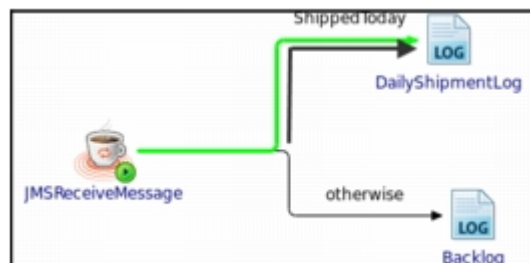 ShippedToday
LOG
DailyShipmentLog
JMSReceiveMessage
otherwise
LOG
Backlog